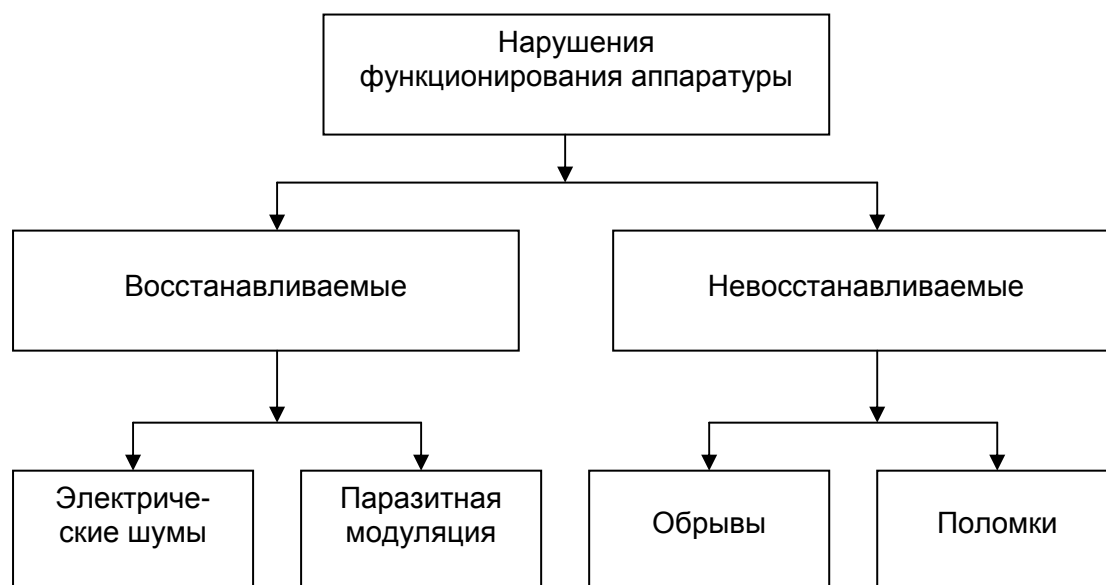 Нарушения
функционирования аппаратуры
Восстанавливаемые
Невосстанавливаемые
Электриче-
ские шумы
Паразитная
модуляция
Обрывы
Поломки